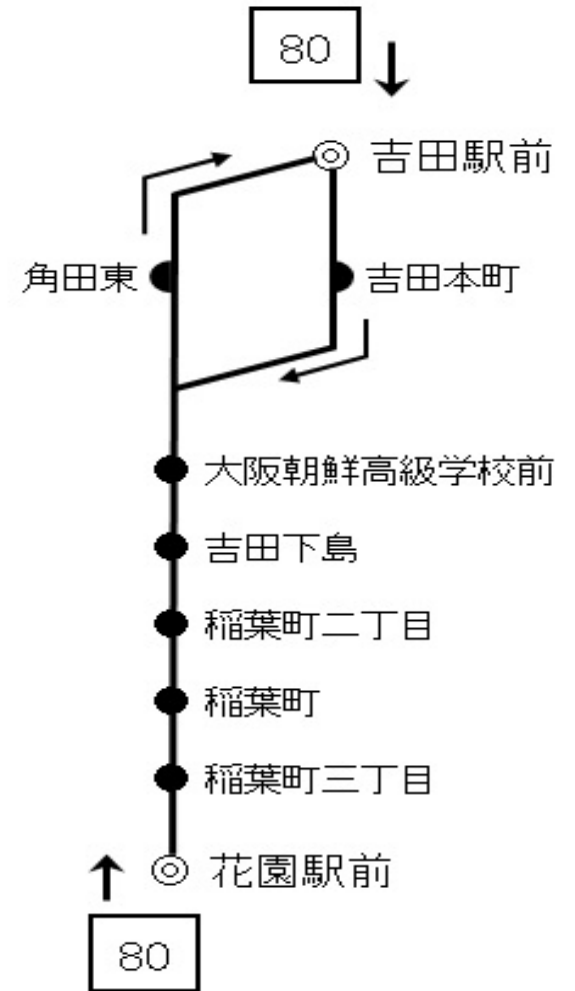 80
吉田駅前
角田東
吉田本町
大阪朝鮮高級学校前
吉田下島
稲葉町二丁目
稲葉町
稲葉町三丁目
花園駅前
80